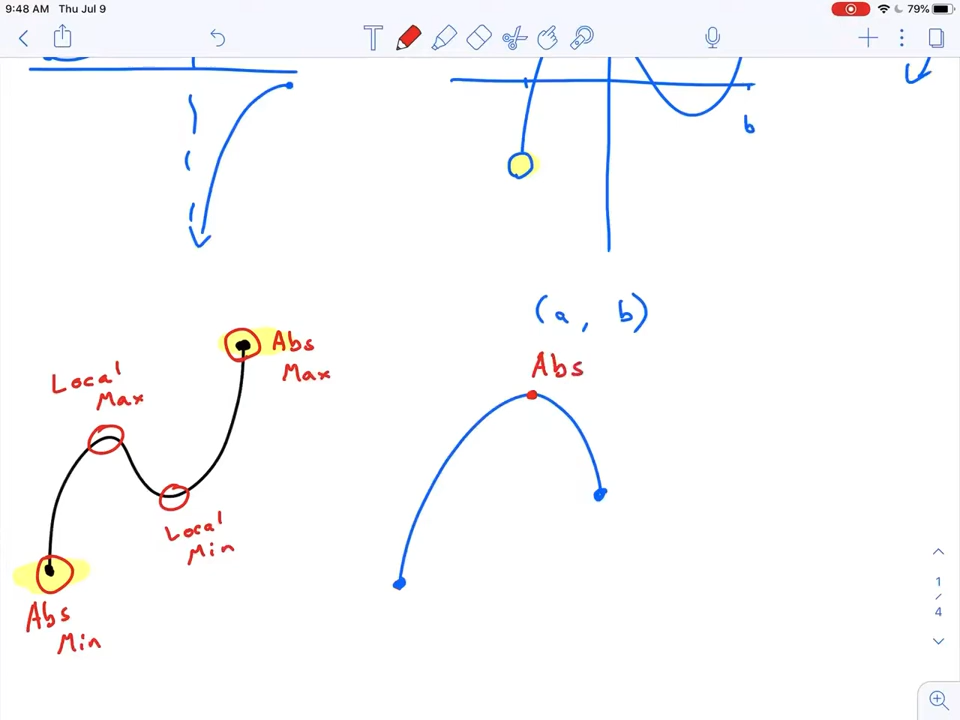 9:48 AM Thu Jul 9
79%
T
b
(a, b)
Abs
Max
Abs
Local
Max
Local
Min
Abs
Min
1
/
4